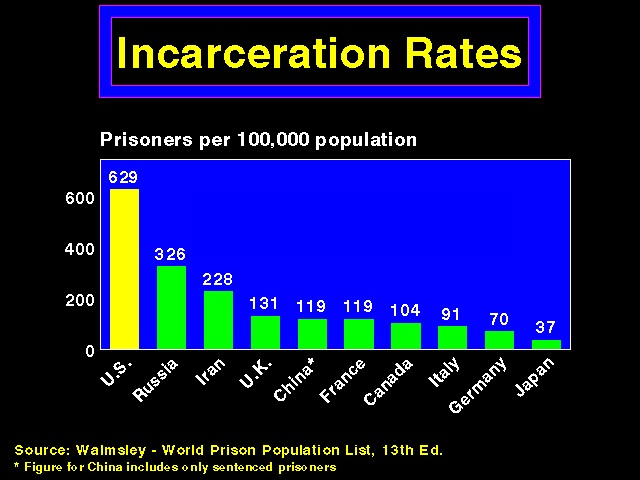 Incarceration Rates
Prisoners per 100,000 population
600
400
200
0
629
326
228
131
119
119
104
91
70
37
U.S.
Russia
Iran
U.K.
China*
France
Canada
Italy
Germany
Japan
Source: Walmsley - World Prison Population List, 13th Ed.
* Figure for China includes only sentenced prisoners